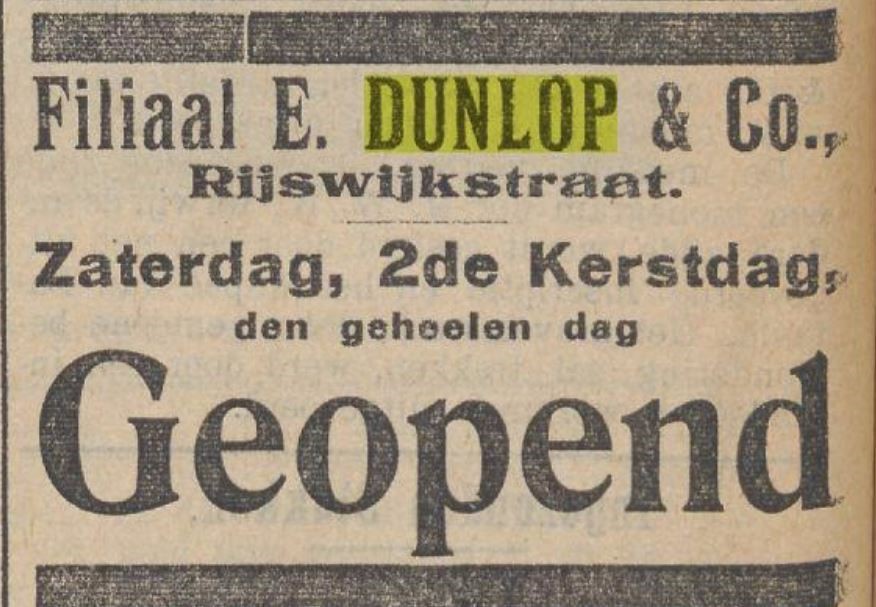 Filiaal E. DUNLOP & Co.,
Rijswijkstraat.
Zaterdag, 2de Kerstdag,
den geheelen dag
Geopend